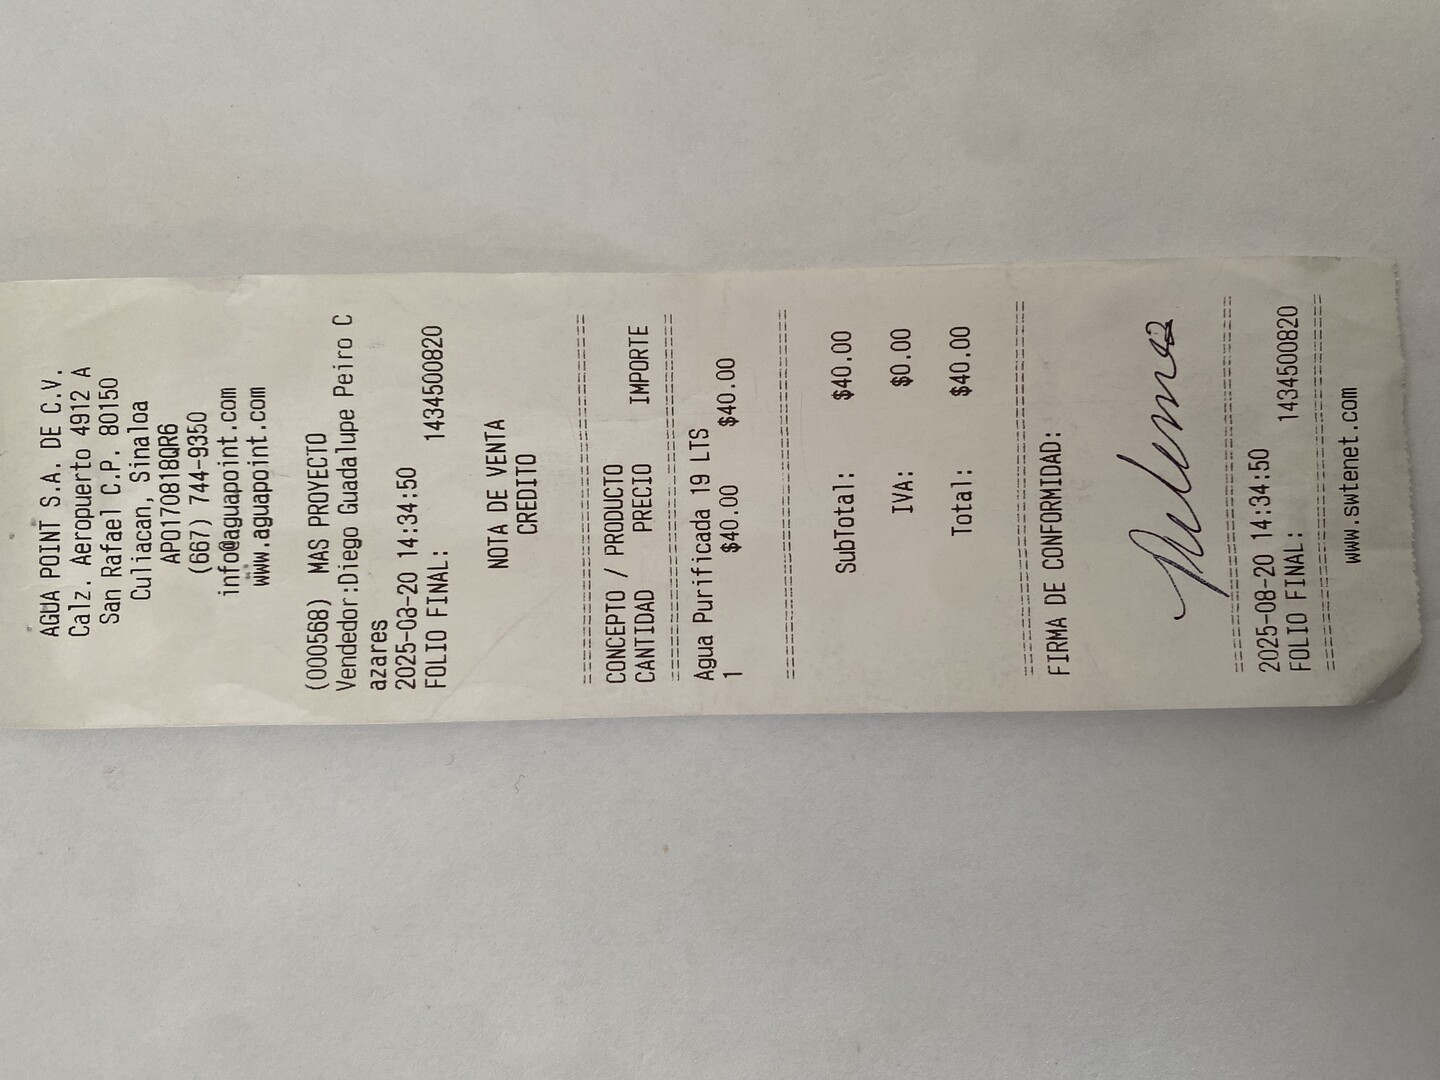 AGUA POINT S.A. DE C.V.
Calz. Aeropuerto 4912 A
San Rafael C.P. 80150
Culiacan, Sinaloa
APO170818QR6
(667) 744-9350
info@aguapoint.com
www.aguapoint.com
(000568) MAS PROYECTO
Vendedor:Diego Guadalupe Peiro C
azares
2025-08-20 14:34:50
FOLIO FINAL: 1434500820
NOTA DE VENTA
CREDITO
CONCEPTO / PRODUCTO
CANTIDAD PRECIO IMPORTE
Agua Purificada 19 LTS
1 $40.00 $40.00
SubTotal: $40.00
IVA: $0.00
Total: $40.00
FIRMA DE CONFORMIDAD:
2025-08-20 14:34:50
FOLIO FINAL: 1434500820
www.swtenet.com